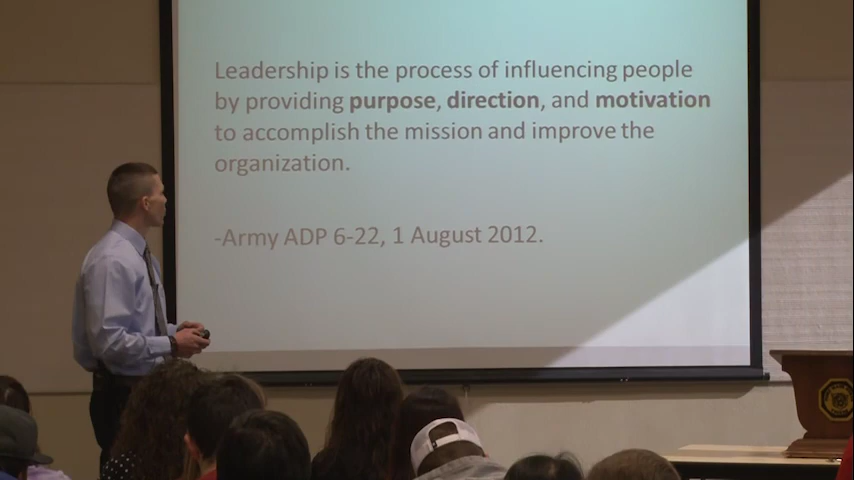 Leadership is the process of influencing people
by providing purpose, direction, and motivation
to accomplish the mission and improve the
organization.
-Army ADP 6-22, 1 August 2012.